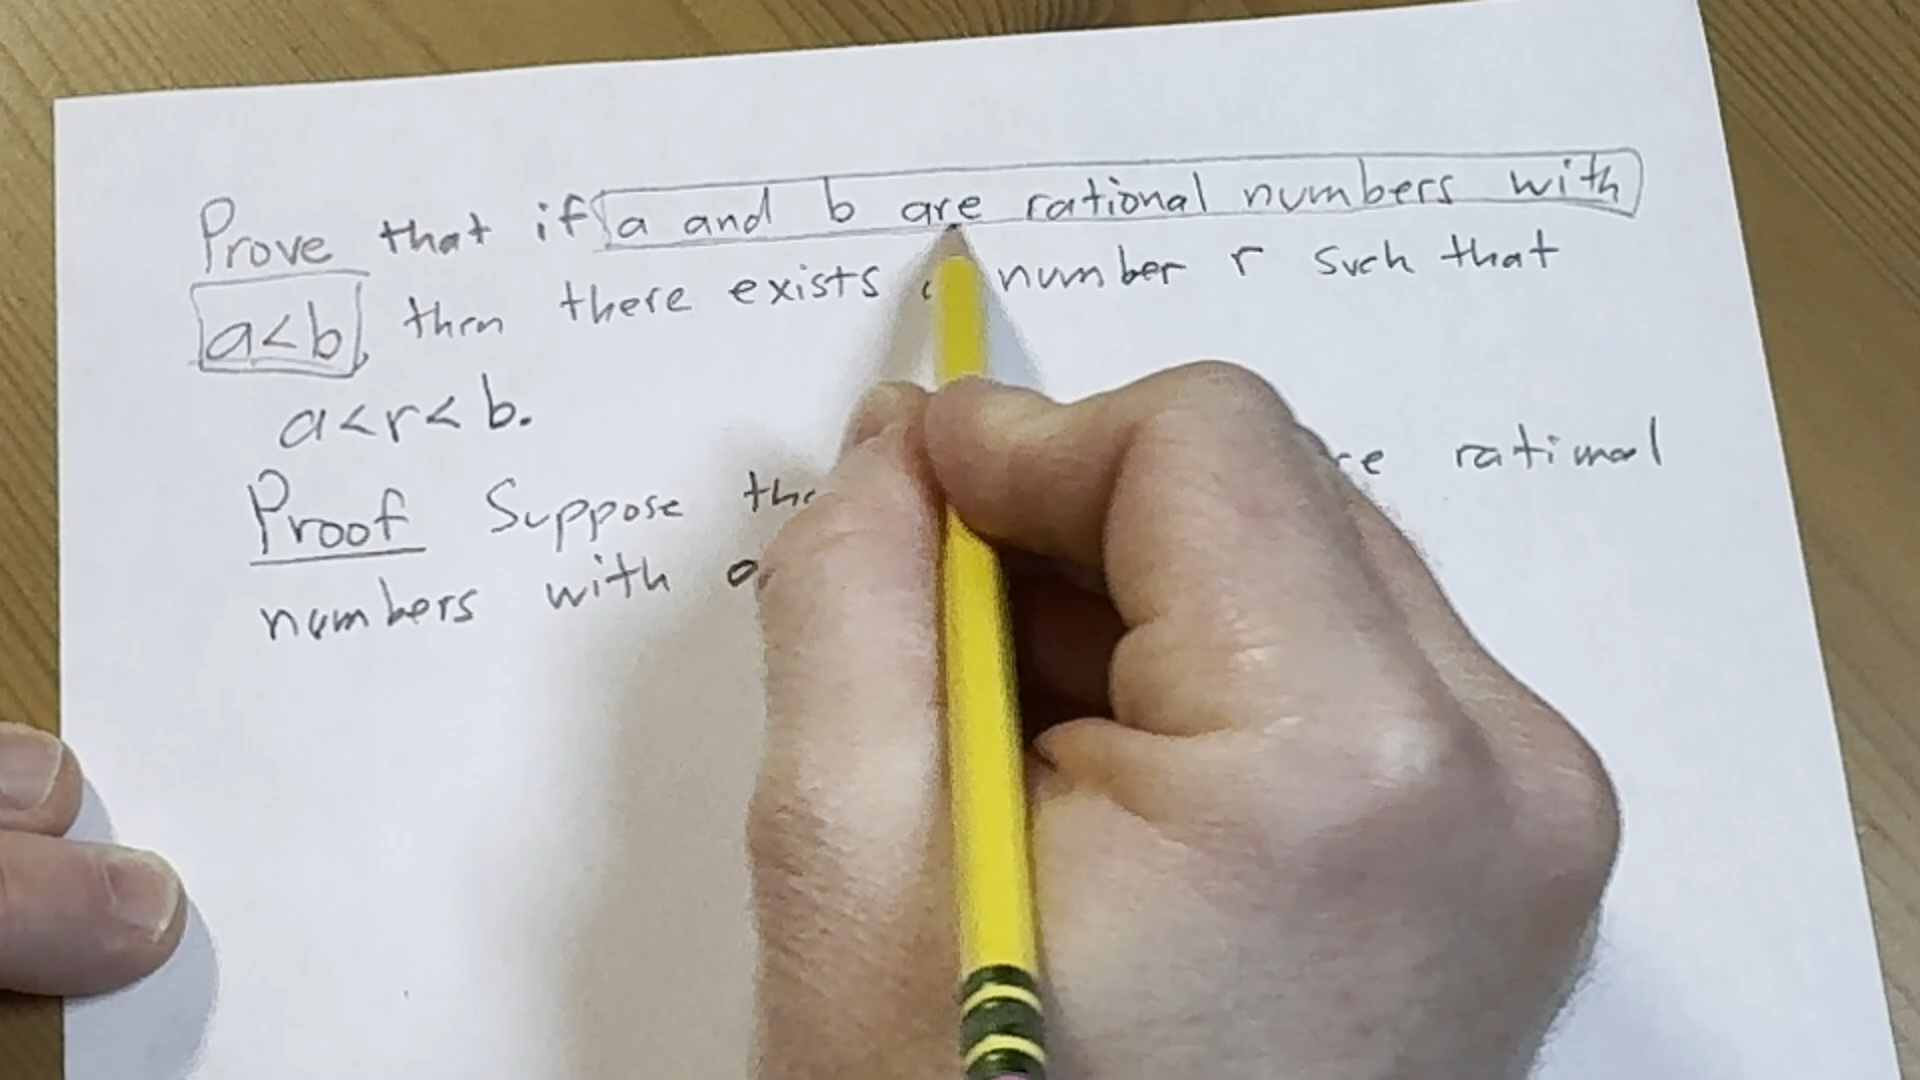 Prove that if a and b are rational numbers with
a<b, then there exists number r such that
a<r<b.
Proof Suppose rational
numbers with